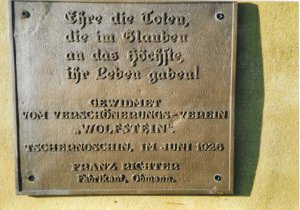 Ehre die Toten,
die im Glauben
an das Höchste,
ihr Leben gaben!
GEWIDMET
VOM VERSCHÖNERUNGS-VEREIN
„WOLFSTEIN“.
TSCHERNOSCHIN, IM JUNI 1926
FRANZ RICHTER
Fabrikant, Obmann.